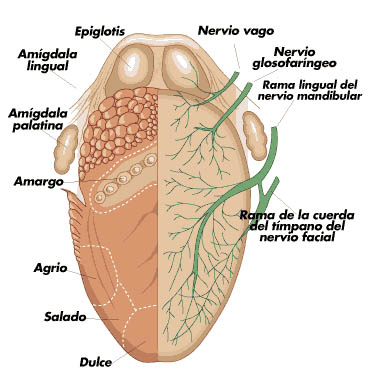 Epiglotis
Nervio vago
Amígdala
lingual
Nervio
glosofaríngeo
Rama lingual del
nervio mandibular
Amígdala
palatina
Amargo
Rama de la cuerda
del tímpano del
nervio facial
Agrio
Salado
Dulce